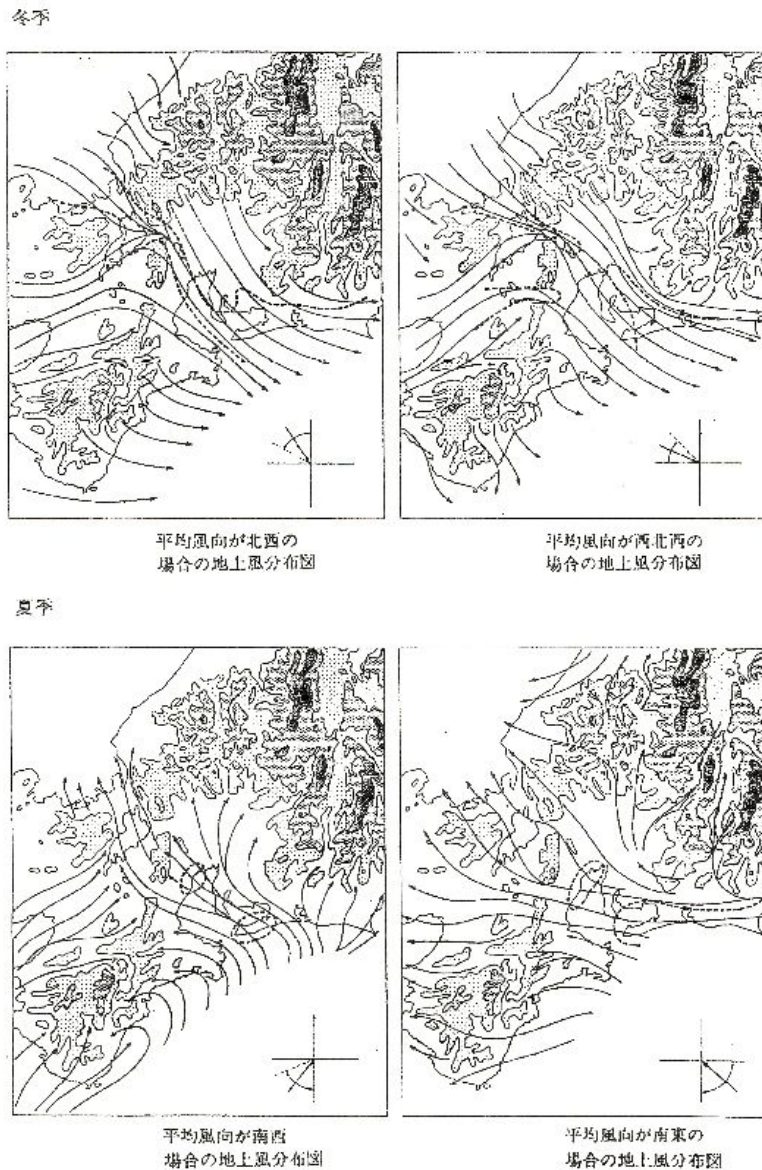 冬季
平均風向が北西の
場合の地上風分布図
平均風向が西北西の
場合の地上風分布図
夏季
平均風向が南西
場合の地上風分布図
平均風向が南東の
場合の地上風分布図